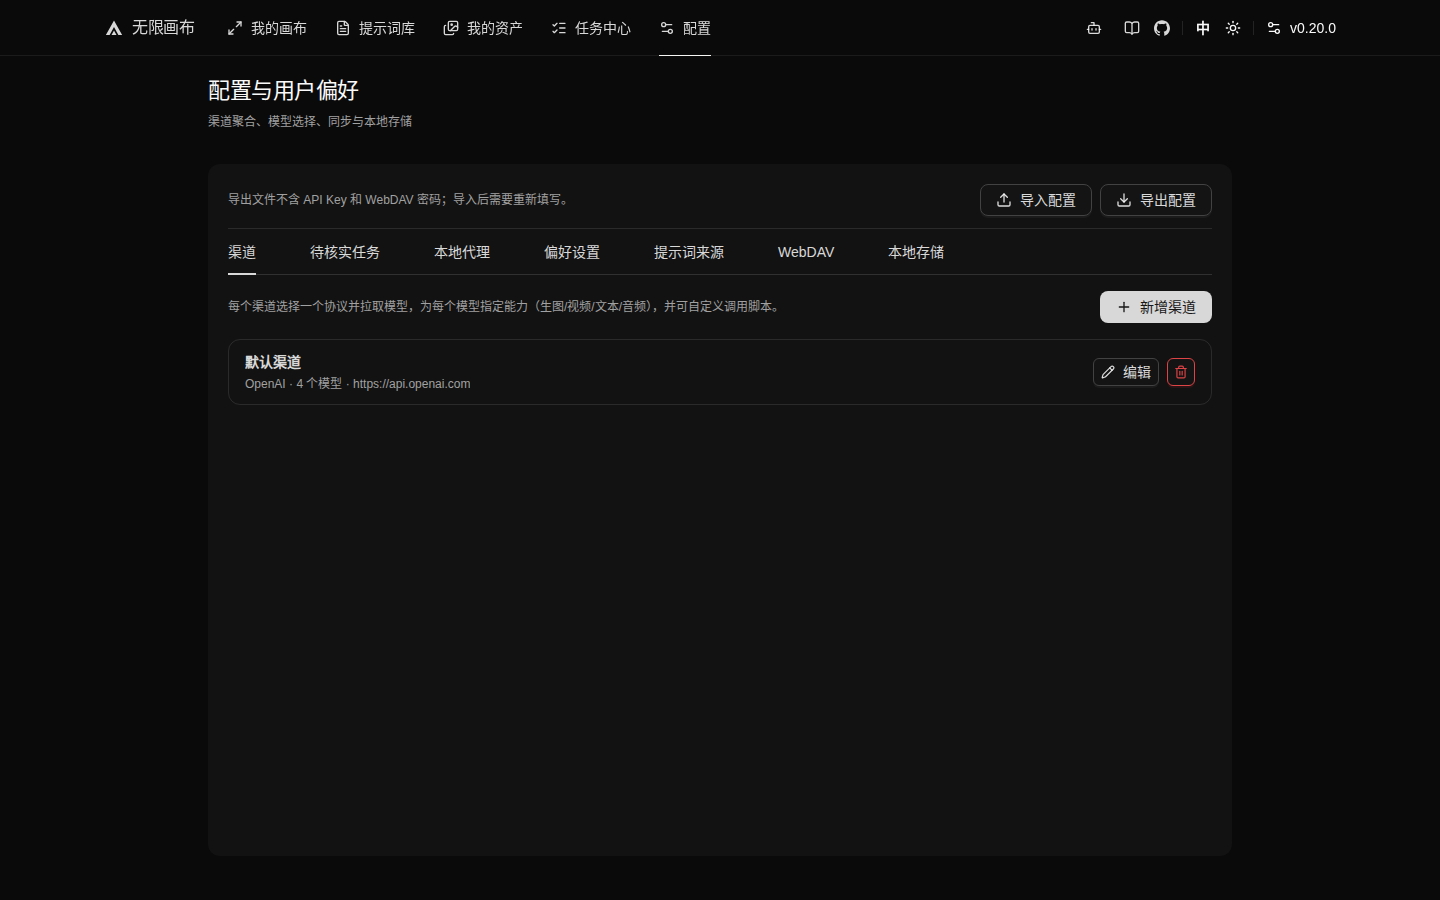 无限画布 我的画布 提示词库 我的资产 任务中心 配置 中 v0.20.0
配置与用户偏好
渠道聚合、模型选择、同步与本地存储
导出文件不含 API Key 和 WebDAV 密码；导入后需要重新填写。 导入配置 导出配置
渠道 待核实任务 本地代理 偏好设置 提示词来源 WebDAV 本地存储
每个渠道选择一个协议并拉取模型，为每个模型指定能力（生图/视频/文本/音频），并可自定义调用脚本。 新增渠道
默认渠道
OpenAI · 4 个模型 · https://api.openai.com 编辑